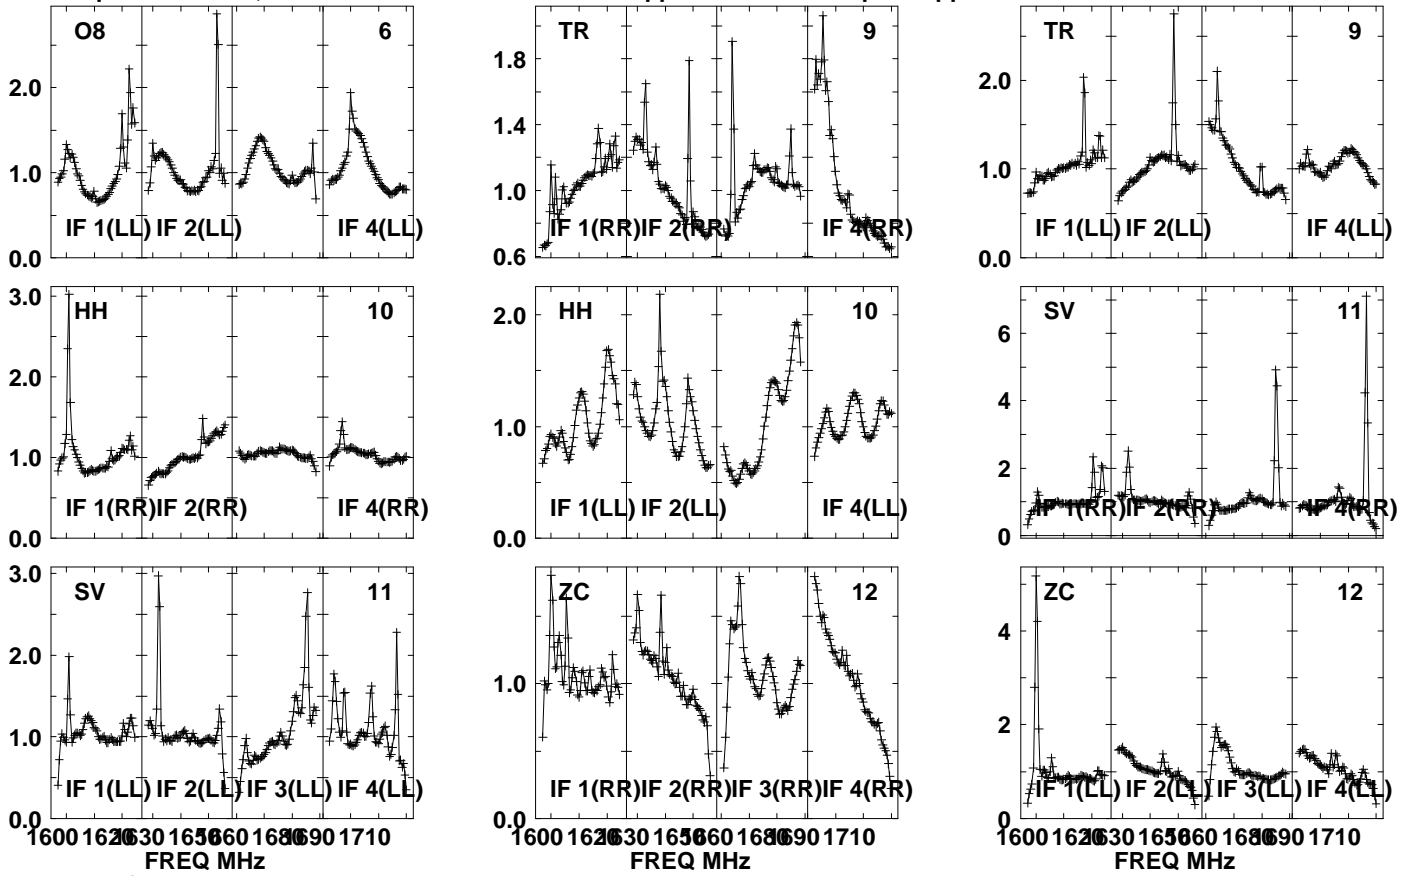 O8 6 TR 9 TR 9
2.0 1.8 2.0
1.4
1.0 1.0 1.0
IF 1(LL) IF 2(LL) IF 4(LL) IF 1(RR) IF 2(RR) IF 4(RR) IF 1(LL) IF 2(LL) IF 4(LL)
0.0 0.6 0.0
HH 10 HH 10 SV 11
3.0 2.0 6
2.0 4
1.0 1.0 2
IF 1(RR) IF 2(RR) IF 4(RR) IF 1(LL) IF 2(LL) IF 4(LL) IF 1(RR) IF 2(RR) IF 4(RR)
0.0 0.0 0
SV 11 ZC 12 ZC 12
3.0
2.0 4
1.0 1.0 2
IF 1(LL) IF 2(LL) IF 3(LL) IF 4(LL) IF 1(RR) IF 2(RR) IF 3(RR) IF 4(RR) IF 1(LL) IF 2(LL) IF 3(LL) IF 4(LL)
0.0 0.0 0
1600 1620 1630 1650 1660 1680 1690 1710 1600 1620 1630 1650 1660 1680 1690 1710 1600 1620 1630 1650 1660 1680 1690 1710
FREQ MHz FREQ MHz FREQ MHz